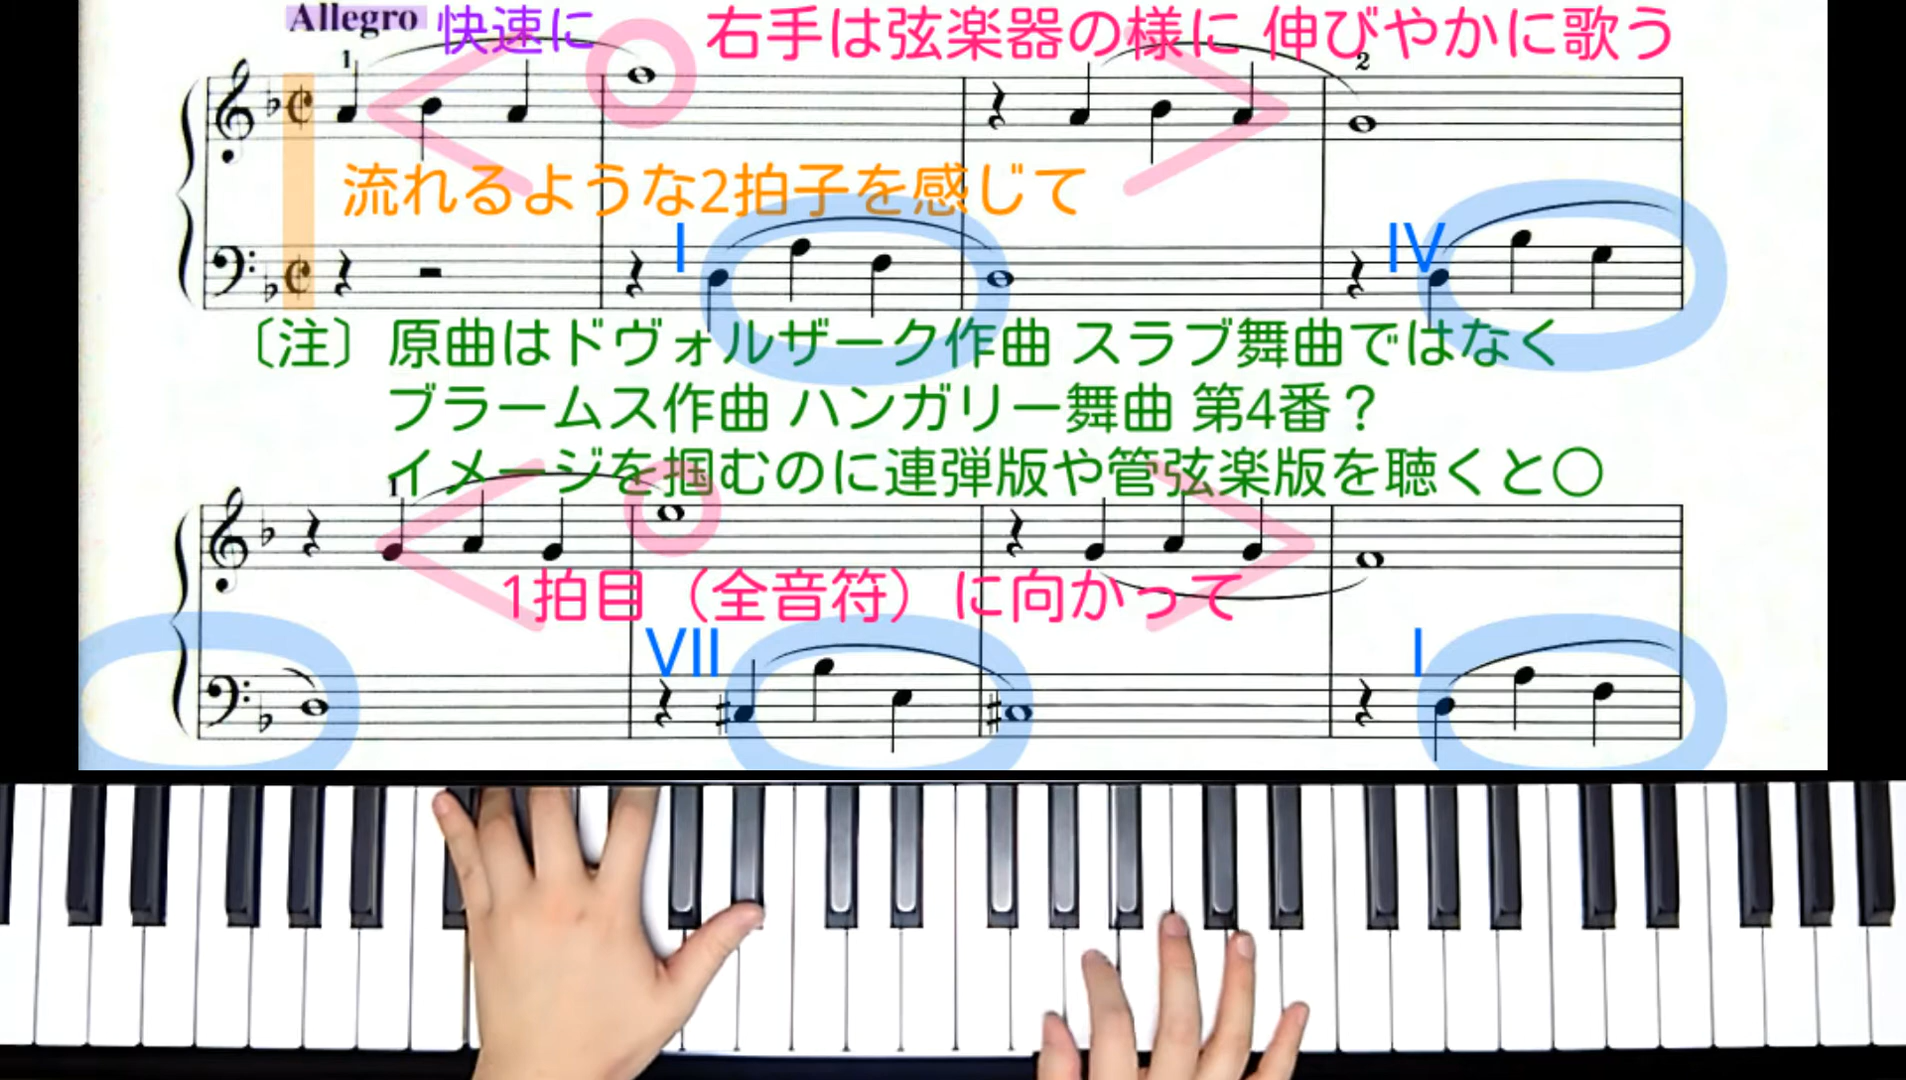 Allegro 快速に 右手は弦楽器の様に 伸びやかに歌う
1 2
流れるような2拍子を感じて
I IV
〔注〕原曲はドヴォルザーク作曲 スラブ舞曲ではなく
ブラームス作曲 ハンガリー舞曲 第4番？
イメージを掴むのに連弾版や管弦楽版を聴くと○
1
1拍目（全音符）に向かって
VII I